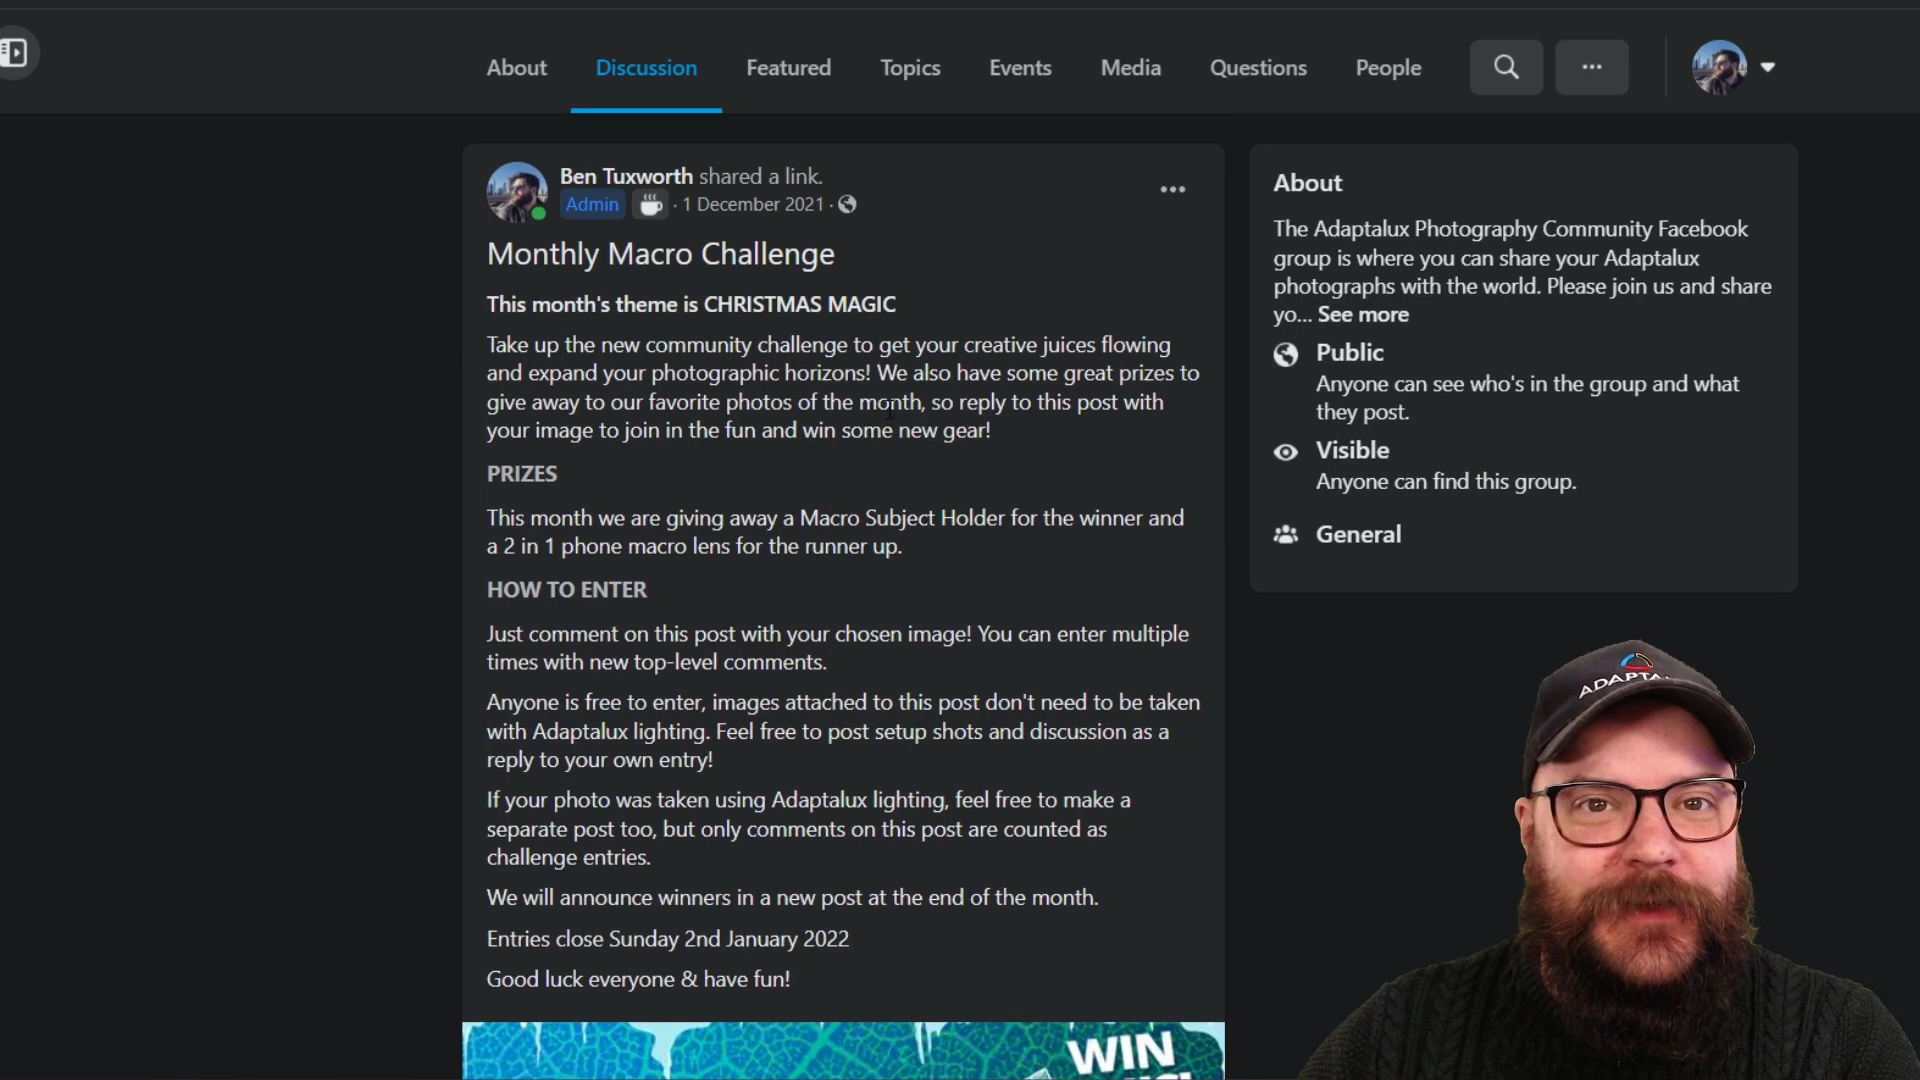 About Discussion Featured Topics Events Media Questions People
Ben Tuxworth shared a link.
Admin · 1 December 2021 ·
Monthly Macro Challenge
This month's theme is CHRISTMAS MAGIC
Take up the new community challenge to get your creative juices flowing
and expand your photographic horizons! We also have some great prizes to
give away to our favorite photos of the month, so reply to this post with
your image to join in the fun and win some new gear!
PRIZES
This month we are giving away a Macro Subject Holder for the winner and
a 2 in 1 phone macro lens for the runner up.
HOW TO ENTER
Just comment on this post with your chosen image! You can enter multiple
times with new top-level comments.
Anyone is free to enter, images attached to this post don't need to be taken
with Adaptalux lighting. Feel free to post setup shots and discussion as a
reply to your own entry!
If your photo was taken using Adaptalux lighting, feel free to make a
separate post too, but only comments on this post are counted as
challenge entries.
We will announce winners in a new post at the end of the month.
Entries close Sunday 2nd January 2022
Good luck everyone & have fun!
WIN
About
The Adaptalux Photography Community Facebook
group is where you can share your Adaptalux
photographs with the world. Please join us and share
yo... See more
Public
Anyone can see who's in the group and what
they post.
Visible
Anyone can find this group.
General
ADAPTA